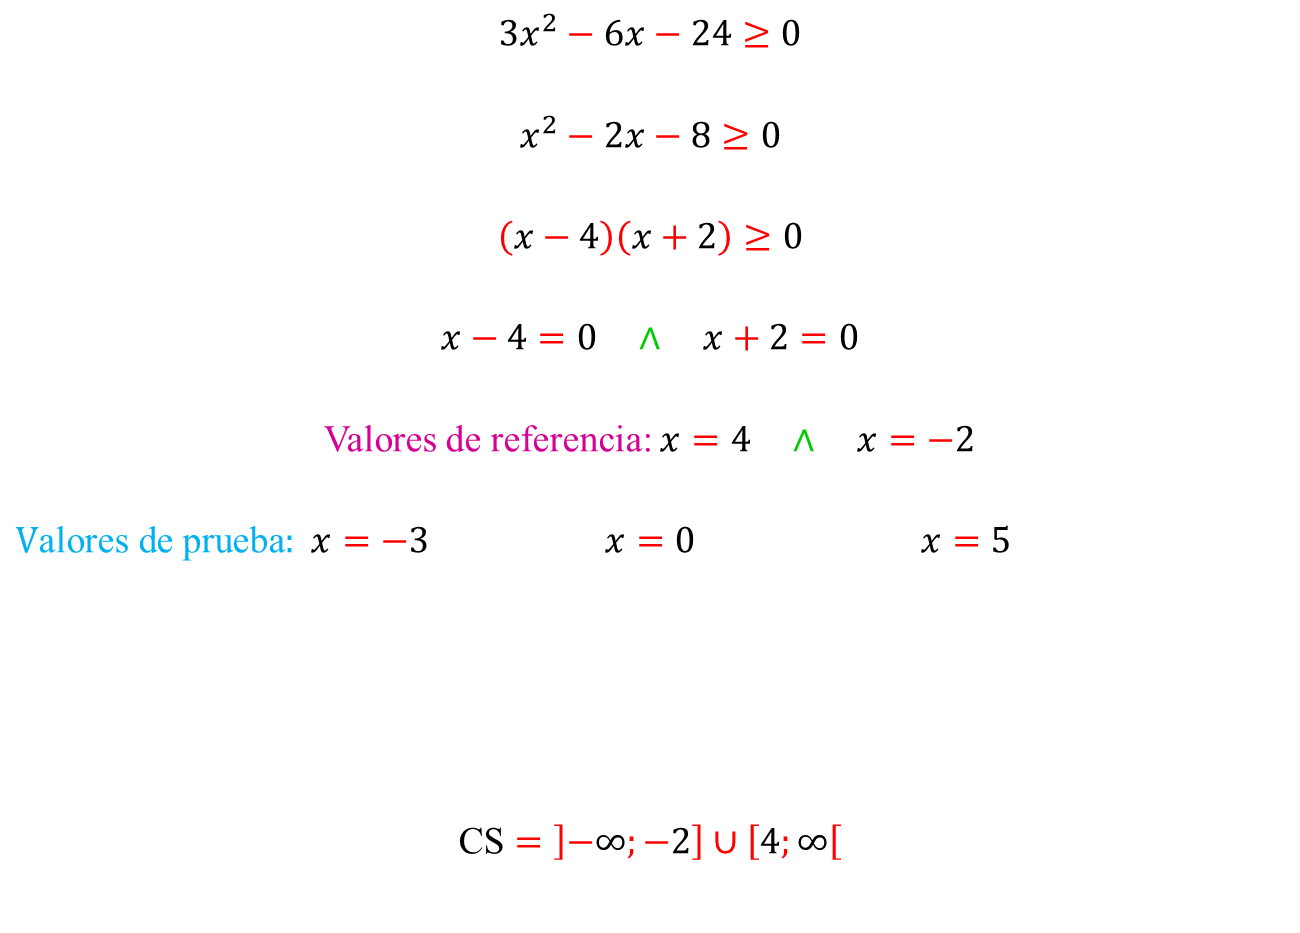 3x² − 6x − 24 ≥ 0
x² − 2x − 8 ≥ 0
(x − 4)(x + 2) ≥ 0
x − 4 = 0 ∧ x + 2 = 0
Valores de referencia: x = 4 ∧ x = −2
Valores de prueba: x = −3 x = 0 x = 5
CS = ]−∞; −2] ∪ [4; ∞[